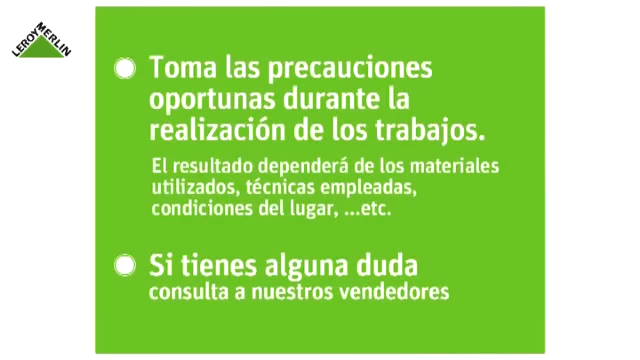 LEROY MERLIN
Toma las precauciones
oportunas durante la
realización de los trabajos.
El resultado dependerá de los materiales
utilizados, técnicas empleadas,
condiciones del lugar, ...etc.
Si tienes alguna duda
consulta a nuestros vendedores